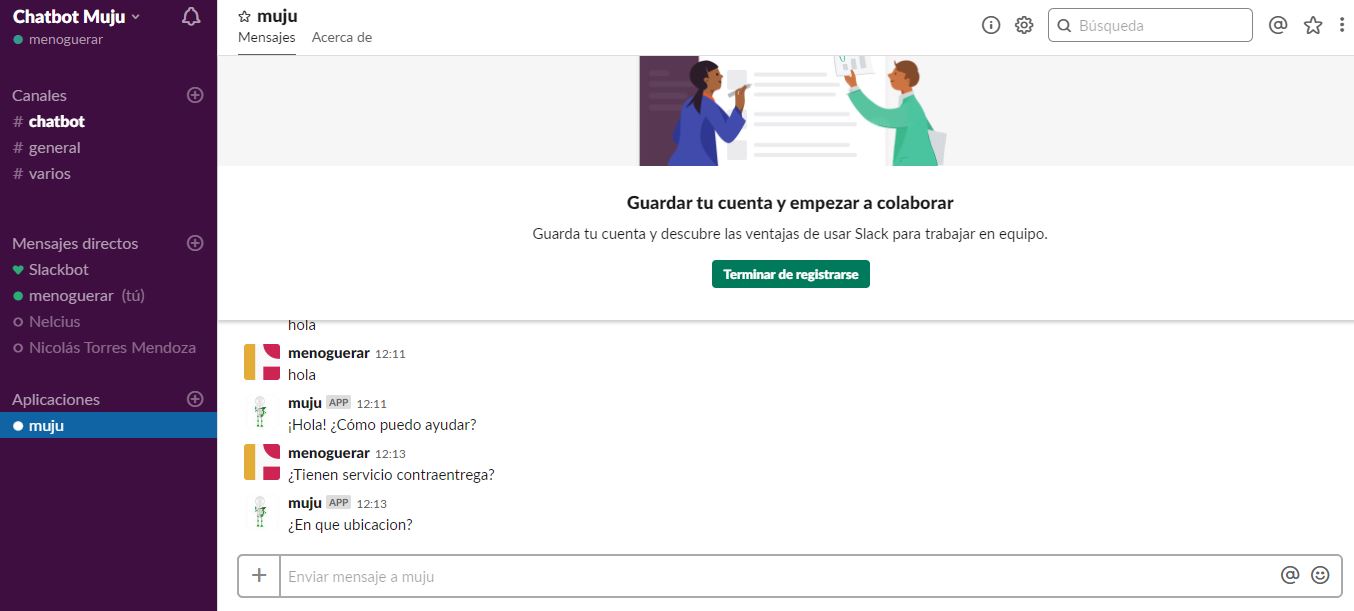 Chatbot Muju
menoguerar
Canales
# chatbot
# general
# varios
Mensajes directos
Slackbot
menoguerar (tú)
Nelcius
Nicolás Torres Mendoza
Aplicaciones
muju
muju
Mensajes Acerca de
Búsqueda
Guardar tu cuenta y empezar a colaborar
Guarda tu cuenta y descubre las ventajas de usar Slack para trabajar en equipo.
Terminar de registrarse
hola
menoguerar 12:11
hola
muju APP 12:11
¡Hola! ¿Cómo puedo ayudar?
menoguerar 12:13
¿Tienen servicio contraentrega?
muju APP 12:13
¿En que ubicacion?
Enviar mensaje a muju